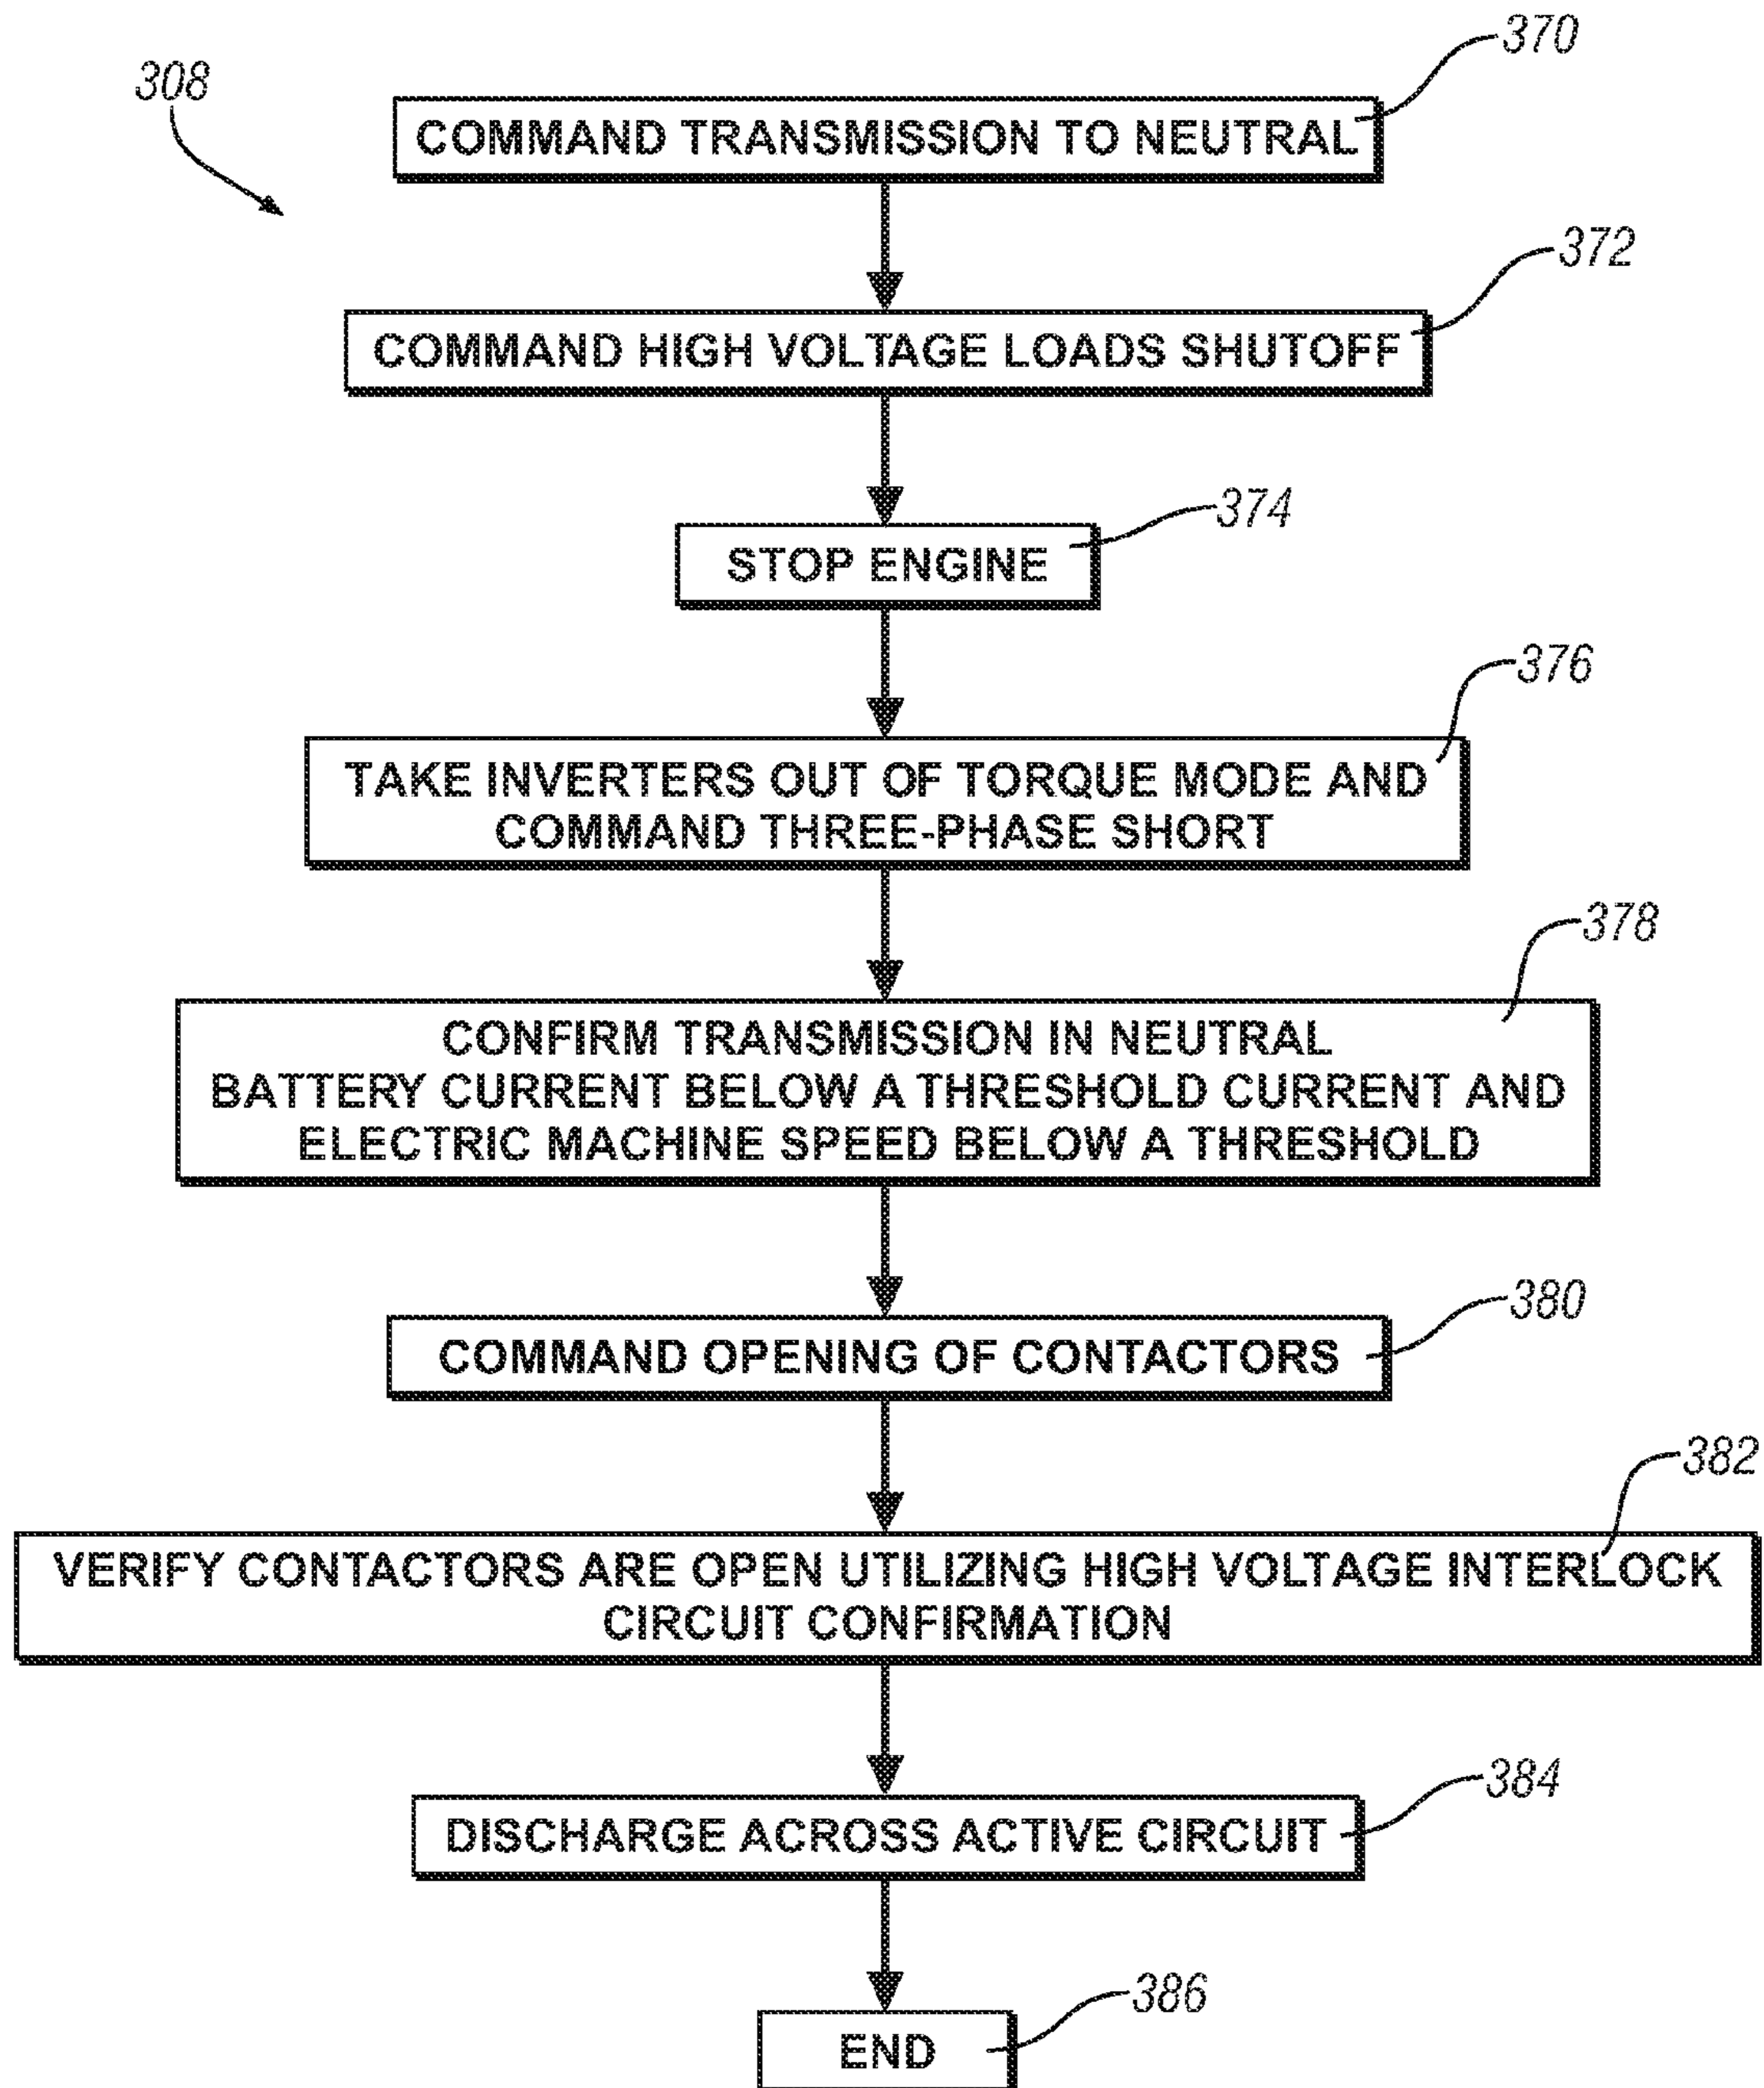 370
308
COMMAND TRANSMISSION TO NEUTRAL
372
COMMAND HIGH VOLTAGE LOADS SHUTOFF
374
STOP ENGINE
376
TAKE INVERTERS OUT OF TORQUE MODE AND
COMMAND THREE-PHASE SHORT
378
CONFIRM TRANSMISSION IN NEUTRAL
BATTERY CURRENT BELOW A THRESHOLD CURRENT AND
ELECTRIC MACHINE SPEED BELOW A THRESHOLD
380
COMMAND OPENING OF CONTACTORS
382
VERIFY CONTACTORS ARE OPEN UTILIZING HIGH VOLTAGE INTERLOCK
CIRCUIT CONFIRMATION
384
DISCHARGE ACROSS ACTIVE CIRCUIT
386
END